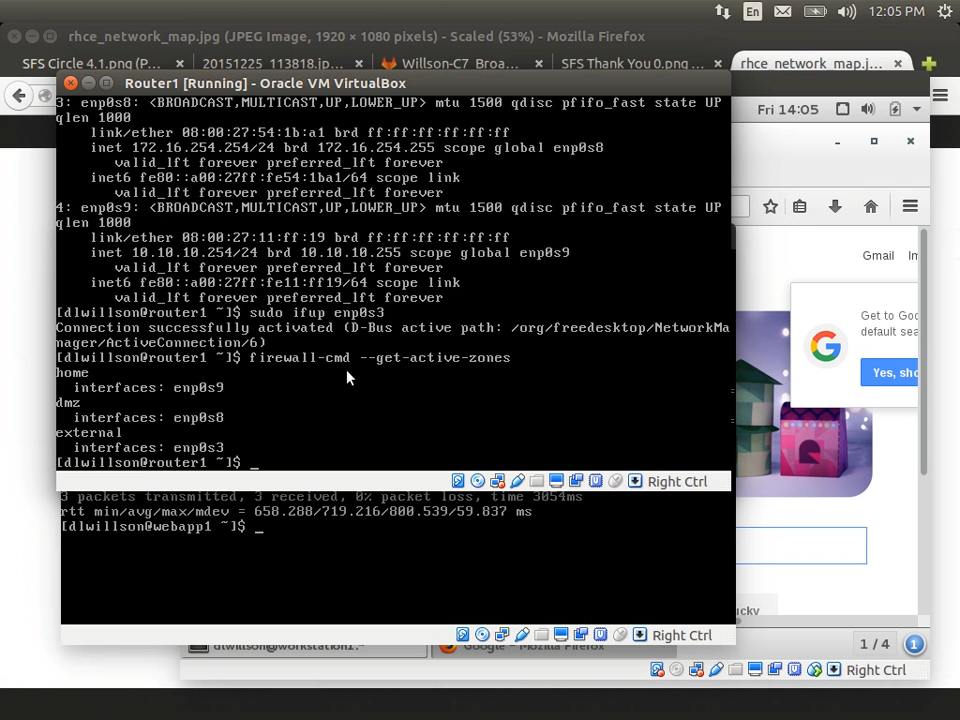 En
12:05 PM
rhce_network_map.jpg (JPEG Image, 1920 × 1080 pixels) - Scaled (53%) - Mozilla Firefox
SFS Circle 4.1.png (P...
20151225_113818.jp...
Willson-C7_Broa...
SFS Thank You 0.png ...
rhce_network_map.j...
Router1 [Running] - Oracle VM VirtualBox
3: enp0s8: <BROADCAST,MULTICAST,UP,LOWER_UP> mtu 1500 qdisc pfifo_fast state UP
qlen 1000
link/ether 08:00:27:54:1b:a1 brd ff:ff:ff:ff:ff:ff
inet 172.16.254.254/24 brd 172.16.254.255 scope global enp0s8
valid_lft forever preferred_lft forever
inet6 fe80::a00:27ff:fe54:1ba1/64 scope link
valid_lft forever preferred_lft forever
4: enp0s9: <BROADCAST,MULTICAST,UP,LOWER_UP> mtu 1500 qdisc pfifo_fast state UP
qlen 1000
link/ether 08:00:27:11:ff:19 brd ff:ff:ff:ff:ff:ff
inet 10.10.10.254/24 brd 10.10.10.255 scope global enp0s9
valid_lft forever preferred_lft forever
inet6 fe80::a00:27ff:fe11:ff19/64 scope link
valid_lft forever preferred_lft forever
[dlwillson@router1 ~]$ sudo ifup enp0s3
Connection successfully activated (D-Bus active path: /org/freedesktop/NetworkMa
nager/ActiveConnection/6)
[dlwillson@router1 ~]$ firewall-cmd --get-active-zones
home
interfaces: enp0s9
dmz
interfaces: enp0s8
external
interfaces: enp0s3
[dlwillson@router1 ~]$ _
Right Ctrl
3 packets transmitted, 3 received, 0% packet loss, time 3054ms
rtt min/avg/max/mdev = 658.288/719.216/800.539/59.837 ms
[dlwillson@webapp1 ~]$ _
Right Ctrl
Fri 14:05
Gmail
Get to Goo
default sea
Yes, sho
ucky
dlwillson@workstation1:~
Google - Mozilla Firefox
1 / 4
1
Right Ctrl